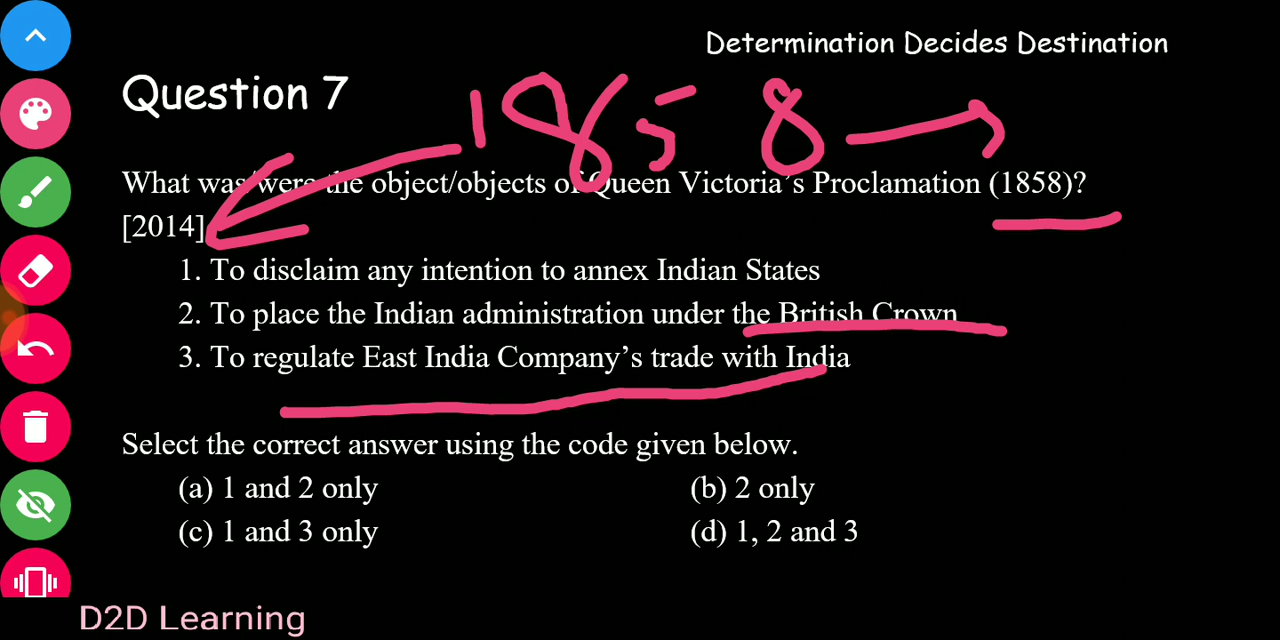 Determination Decides Destination
Question 7
1858
What was/were the object/objects of Queen Victoria's Proclamation (1858)?
[2014]
1. To disclaim any intention to annex Indian States
2. To place the Indian administration under the British Crown
3. To regulate East India Company's trade with India
Select the correct answer using the code given below.
(a) 1 and 2 only
(b) 2 only
(c) 1 and 3 only
(d) 1, 2 and 3
D2D Learning